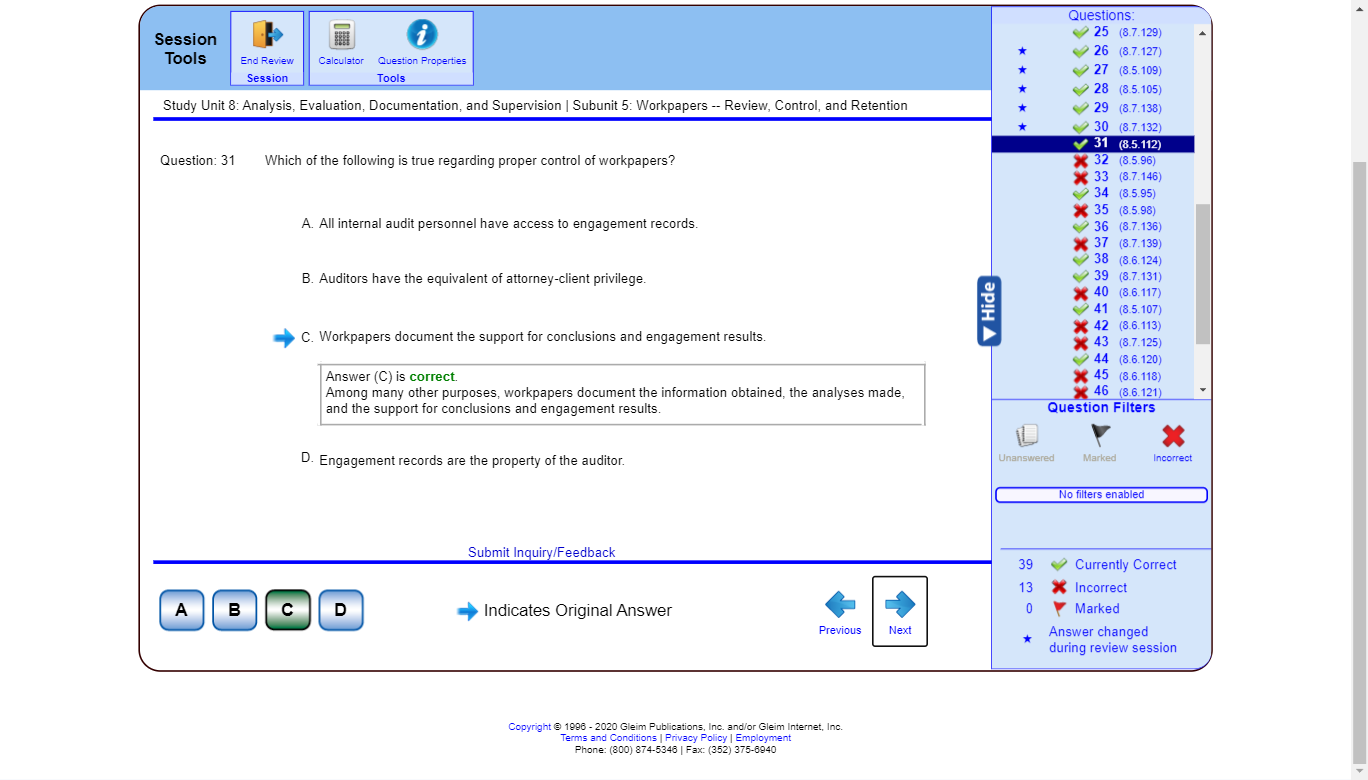 Session Tools
End Review
Session
Calculator
Question Properties
Tools
Study Unit 8: Analysis, Evaluation, Documentation, and Supervision | Subunit 5: Workpapers -- Review, Control, and Retention
Question: 31 Which of the following is true regarding proper control of workpapers?
A. All internal audit personnel have access to engagement records.
B. Auditors have the equivalent of attorney-client privilege.
C. Workpapers document the support for conclusions and engagement results.
Answer (C) is correct.
Among many other purposes, workpapers document the information obtained, the analyses made,
and the support for conclusions and engagement results.
D. Engagement records are the property of the auditor.
Submit Inquiry/Feedback
A B C D
Indicates Original Answer
Previous
Next
Hide
Questions:
25 (8.7.129)
26 (8.7.127)
27 (8.5.109)
28 (8.5.105)
29 (8.7.138)
30 (8.7.132)
31 (8.5.112)
32 (8.5.96)
33 (8.7.146)
34 (8.5.95)
35 (8.5.98)
36 (8.7.136)
37 (8.7.139)
38 (8.6.124)
39 (8.7.131)
40 (8.6.117)
41 (8.5.107)
42 (8.6.113)
43 (8.7.125)
44 (8.6.120)
45 (8.6.118)
46 (8.6.121)
Question Filters
Unanswered
Marked
Incorrect
No filters enabled
39 Currently Correct
13 Incorrect
0 Marked
Answer changed
during review session
Copyright © 1996 - 2020 Gleim Publications, Inc. and/or Gleim Internet, Inc.
Terms and Conditions | Privacy Policy | Employment
Phone: (800) 874-5346 | Fax: (352) 375-6940